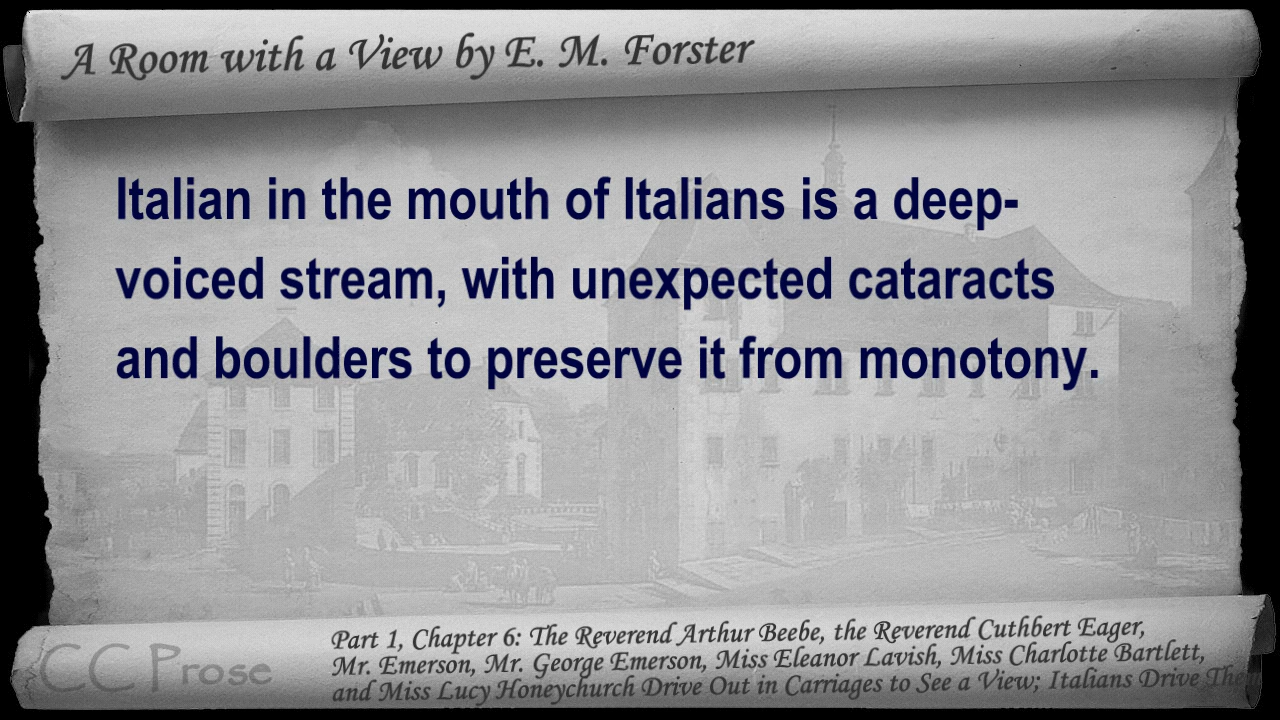 A Room with a View by E. M. Forster
Italian in the mouth of Italians is a deep-
voiced stream, with unexpected cataracts
and boulders to preserve it from monotony.
CC Prose
Part 1, Chapter 6: The Reverend Arthur Beebe, the Reverend Cuthbert Eager,
Mr. Emerson, Mr. George Emerson, Miss Eleanor Lavish, Miss Charlotte Bartlett,
and Miss Lucy Honeychurch Drive Out in Carriages to See a View; Italians Drive